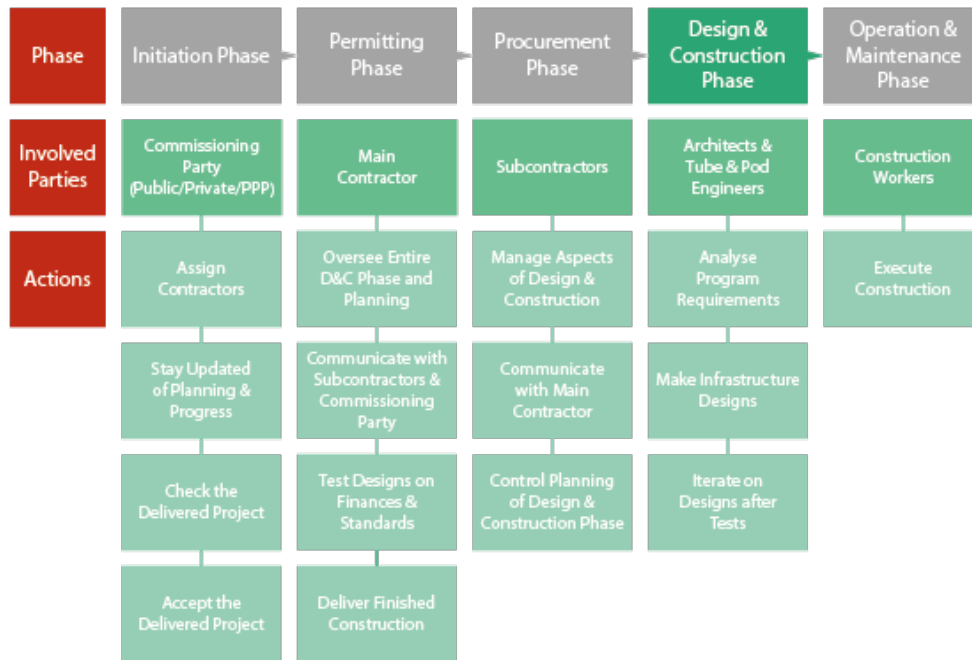 Phase
Initiation Phase
Permitting
Phase
Procurement
Phase
Design &
Construction
Phase
Operation &
Maintenance
Phase
Involved
Parties
Commissioning
Party
(Public/Private/PPP)
Main
Contractor
Subcontractors
Architects &
Tube & Pod
Engineers
Construction
Workers
Actions
Assign
Contractors
Oversee Entire
D&C Phase and
Planning
Manage Aspects
of Design &
Construction
Analyse
Program
Requirements
Execute
Construction
Stay Updated
of Planning &
Progress
Communicate with
Subcontractors &
Commissioning
Party
Communicate
with Main
Contractor
Make Infrastructure
Designs
Check the
Delivered Project
Test Designs on
Finances &
Standards
Control Planning
of Design &
Construction Phase
Iterate on
Designs after
Tests
Accept the
Delivered Project
Deliver Finished
Construction